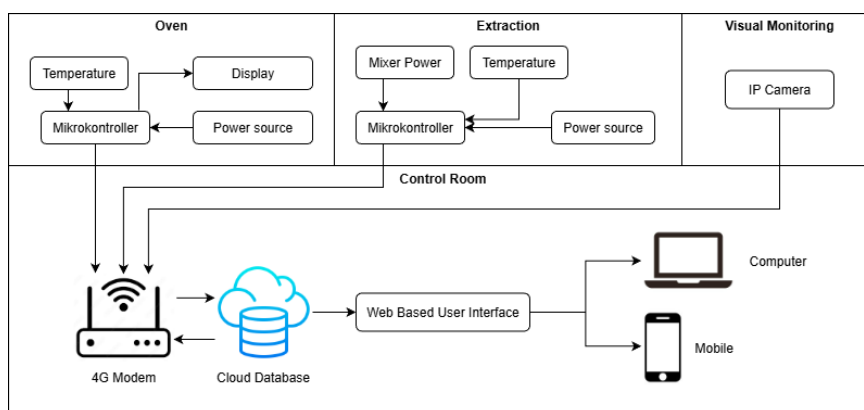 Oven
Extraction
Visual Monitoring
Temperature
Display
Mixer Power
Temperature
IP Camera
Mikrokontroller
Power source
Mikrokontroller
Power source
Control Room
Computer
Web Based User Interface
Mobile
4G Modem
Cloud Database